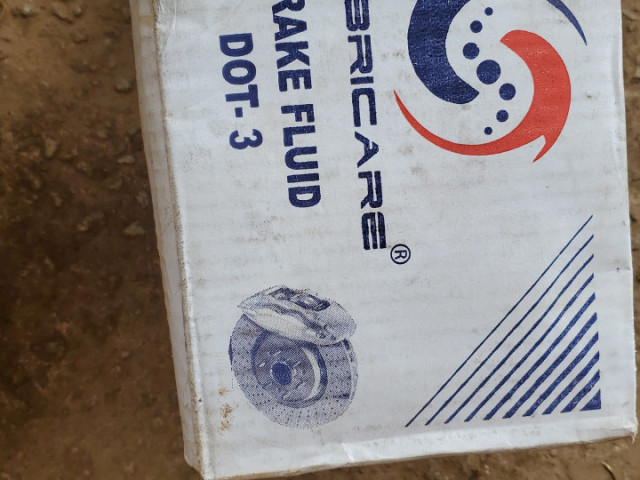 BRICARE®
RAKE FLUID
DOT- 3